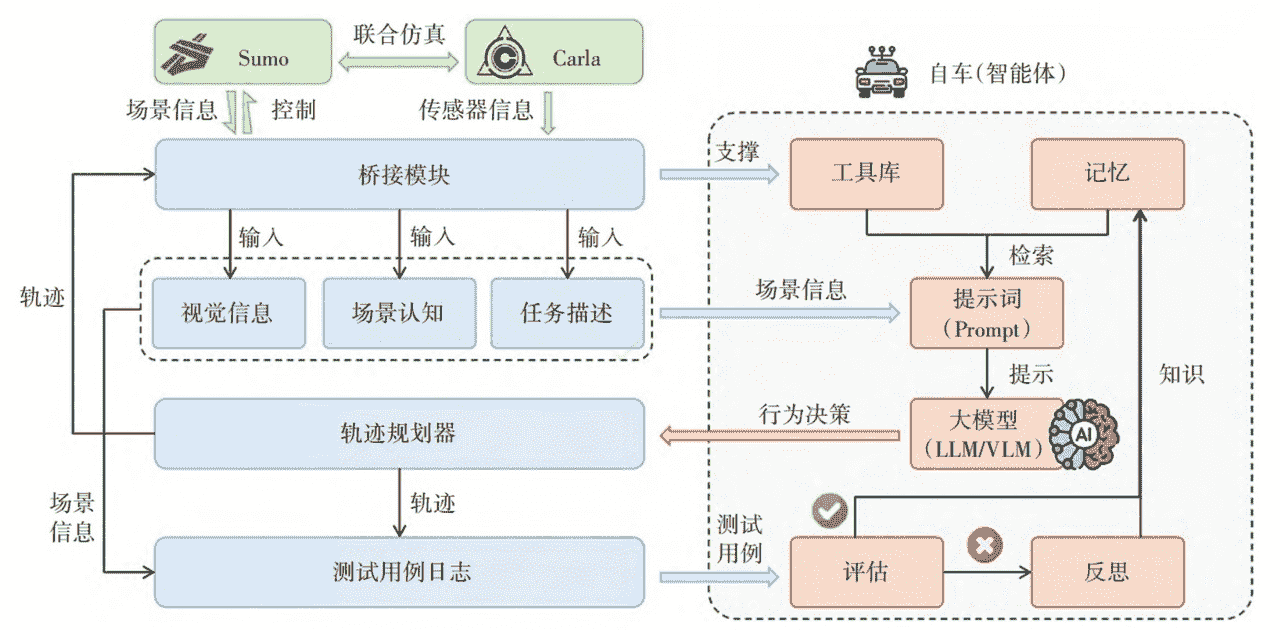 Sumo
联合仿真
Carla
自车(智能体)
场景信息
控制
传感器信息
桥接模块
支撑
工具库
记忆
输入
输入
输入
检索
轨迹
视觉信息
场景认知
任务描述
场景信息
提示词
(Prompt)
提示
知识
轨迹规划器
行为决策
大模型
(LLM/VLM)
AI
场景
信息
轨迹
测试
用例
测试用例日志
评估
反思